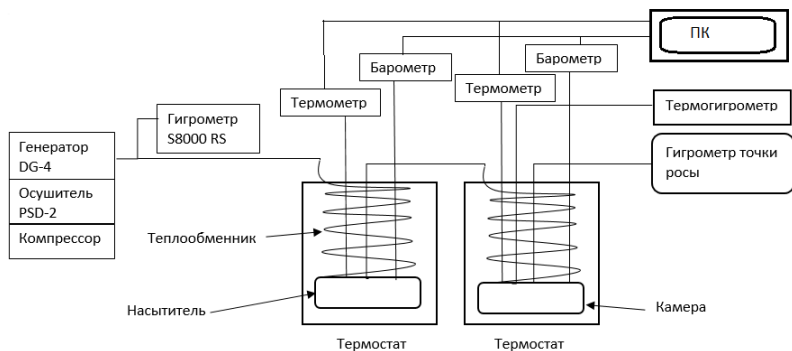 ПК
Барометр
Барометр
Термометр
Термометр
Гигрометр
S8000 RS
Термогигрометр
Генератор
DG-4
Гигрометр точки
росы
Осушитель
PSD-2
Компрессор
Теплообменник
Насытитель
Камера
Термостат
Термостат